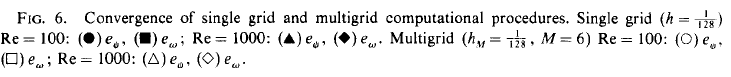 FIG. 6. Convergence of single grid and multigrid computational procedures. Single grid (h = 1/128)
Re = 100: (●) e_ψ, (■) e_ω; Re = 1000: (▲) e_ψ, (◆) e_ω. Multigrid (h_M = 1/128, M = 6) Re = 100: (○) e_ψ,
(□) e_ω; Re = 1000: (△) e_ψ, (◇) e_ω.